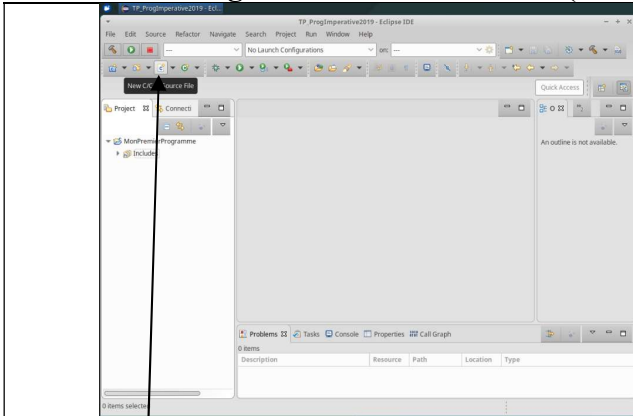 TP_ProgImperative2019 - Ecl...
TP_ProgImperative2019 - Eclipse IDE
File Edit Source Refactor Navigate Search Project Run Window Help
--- No Launch Configurations on: ---
New C/C++ Source File
Quick Access
Project Connecti O
MonPremierProgramme
Includes
An outline is not available.
Problems Tasks Console Properties Call Graph
0 items
Description Resource Path Location Type
0 items selected